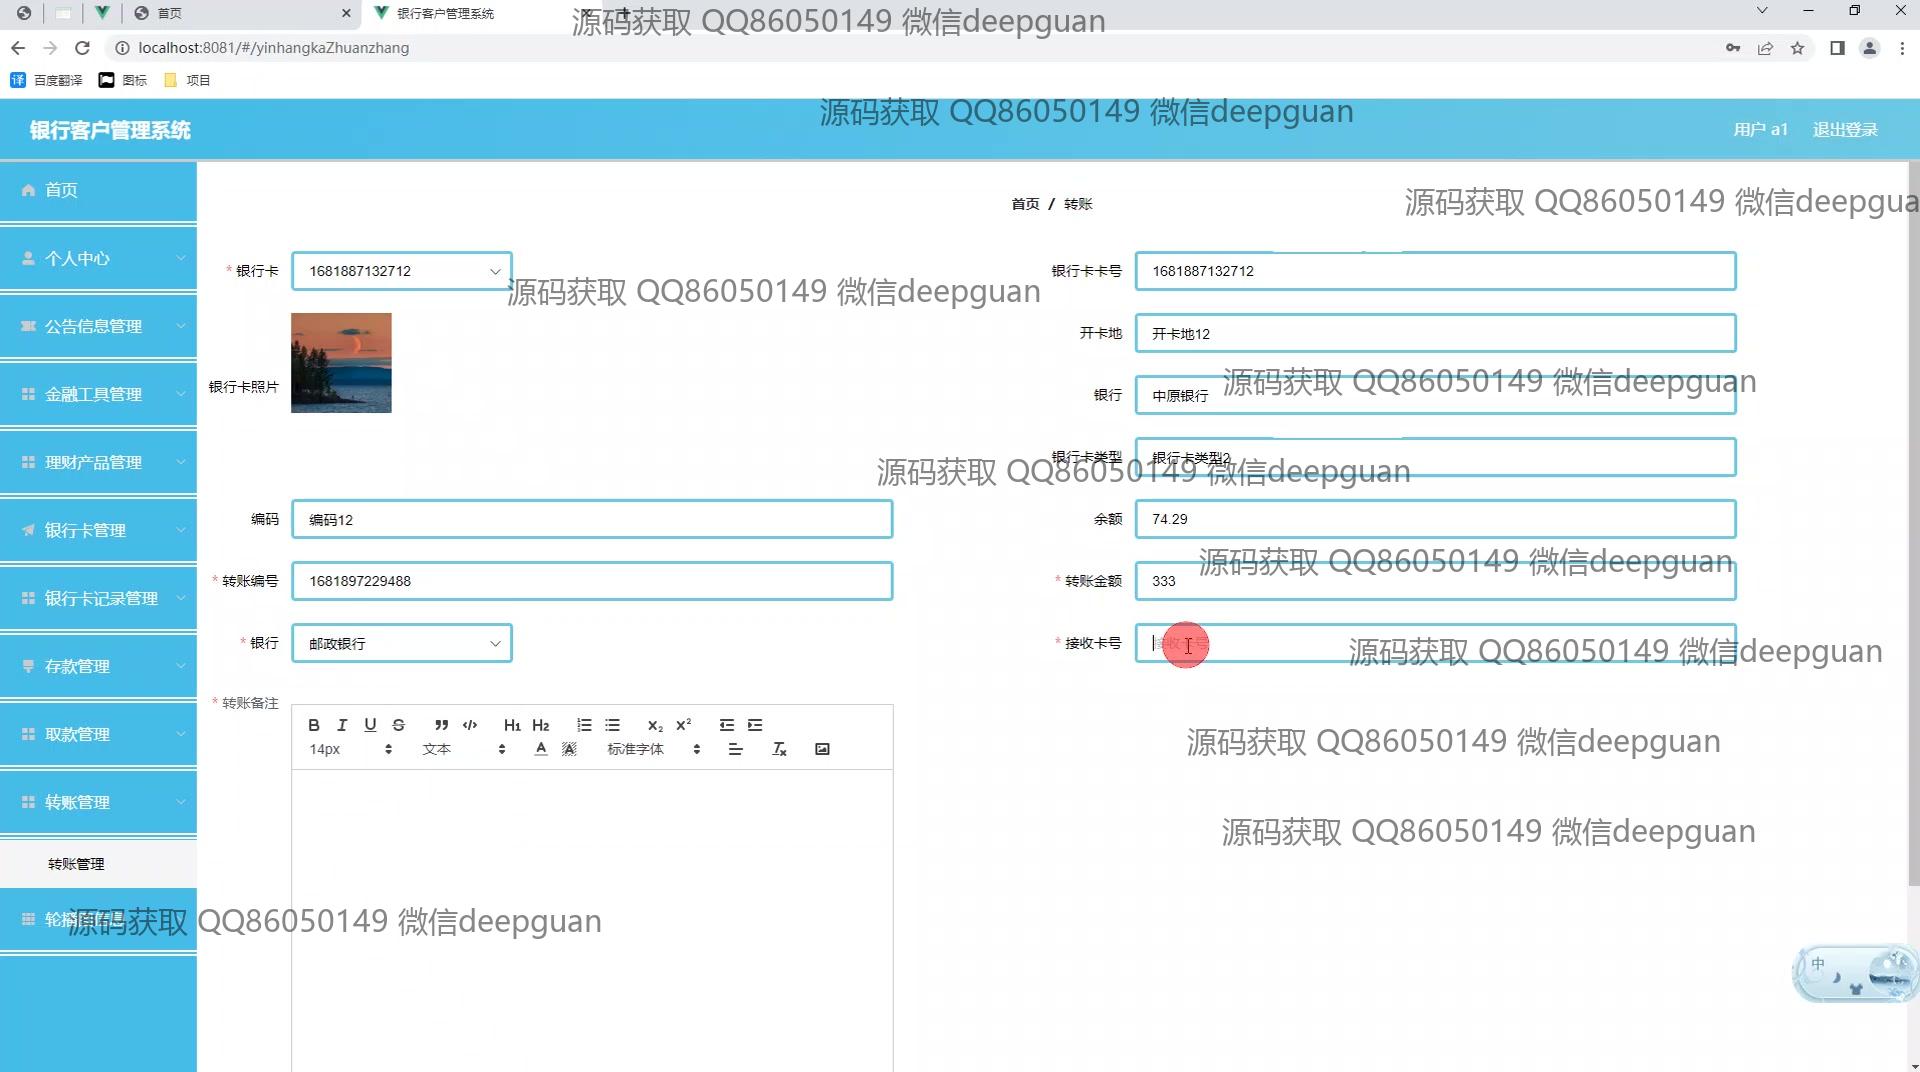 首页
银行客户管理系统
源码获取 QQ86050149 微信deepguan
localhost:8081/#/yinhangkaZhuanzhang
百度翻译 图标 项目
源码获取 QQ86050149 微信deepguan
银行客户管理系统
用户 a1 退出登录
首页
首页 / 转账
源码获取 QQ86050149 微信deepgua
个人中心
* 银行卡 1681887132712
银行卡卡号 1681887132712
源码获取 QQ86050149 微信deepguan
公告信息管理
开卡地 开卡地12
银行卡照片
金融工具管理
银行 中原银行
源码获取 QQ86050149 微信deepguan
理财产品管理
银行卡类型 银行卡类型2
源码获取 QQ86050149 微信deepguan
银行卡管理
编码 编码12
余额 74.29
源码获取 QQ86050149 微信deepguan
* 转账编号 1681897229488
* 转账金额 333
银行卡记录管理
* 银行 邮政银行
* 接收卡号 接收卡号
源码获取 QQ86050149 微信deepguan
存款管理
* 转账备注
B I U S ” </> H1 H2 X2 X2
14px 文本 A A 标准字体
取款管理
源码获取 QQ86050149 微信deepguan
转账管理
源码获取 QQ86050149 微信deepguan
转账管理
源码获取 QQ86050149 微信deepguan
中